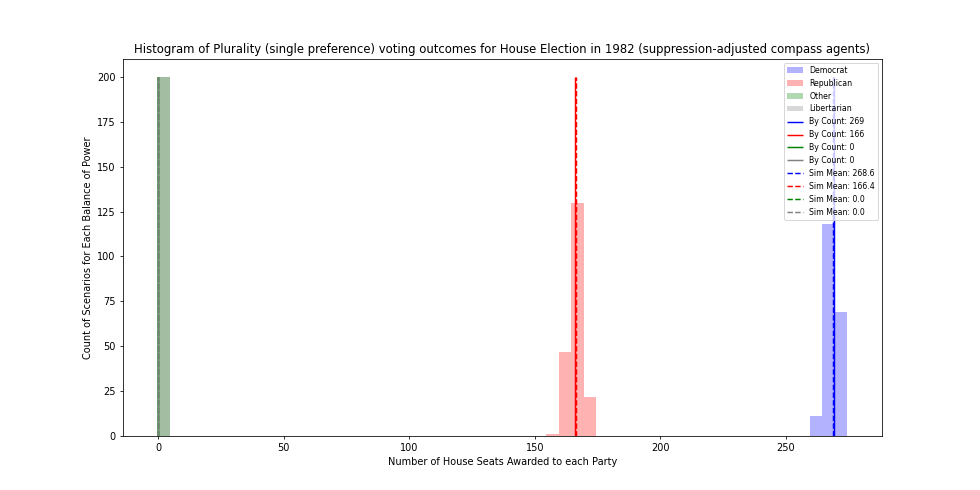 Histogram of Plurality (single preference) voting outcomes for House Election in 1982 (suppression-adjusted compass agents)
Count of Scenarios for Each Balance of Power
200
175
150
125
100
75
50
25
0
0
50
100
150
200
250
Number of House Seats Awarded to each Party
Democrat
Republican
Other
Libertarian
By Count: 269
By Count: 166
By Count: 0
By Count: 0
Sim Mean: 268.6
Sim Mean: 166.4
Sim Mean: 0.0
Sim Mean: 0.0